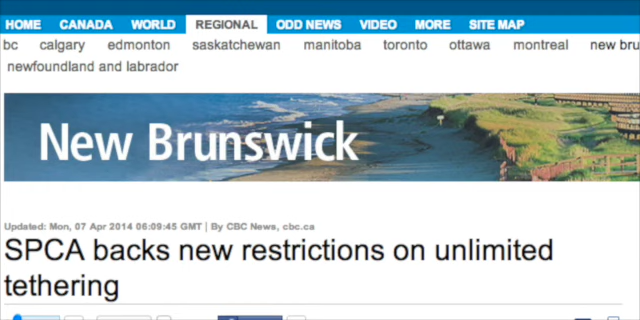 HOME CANADA WORLD REGIONAL ODD NEWS VIDEO MORE SITE MAP
bc calgary edmonton saskatchewan manitoba toronto ottawa montreal new bru
newfoundland and labrador
New Brunswick
Updated: Mon, 07 Apr 2014 06:09:45 GMT | By CBC News, cbc.ca
SPCA backs new restrictions on unlimited
tethering